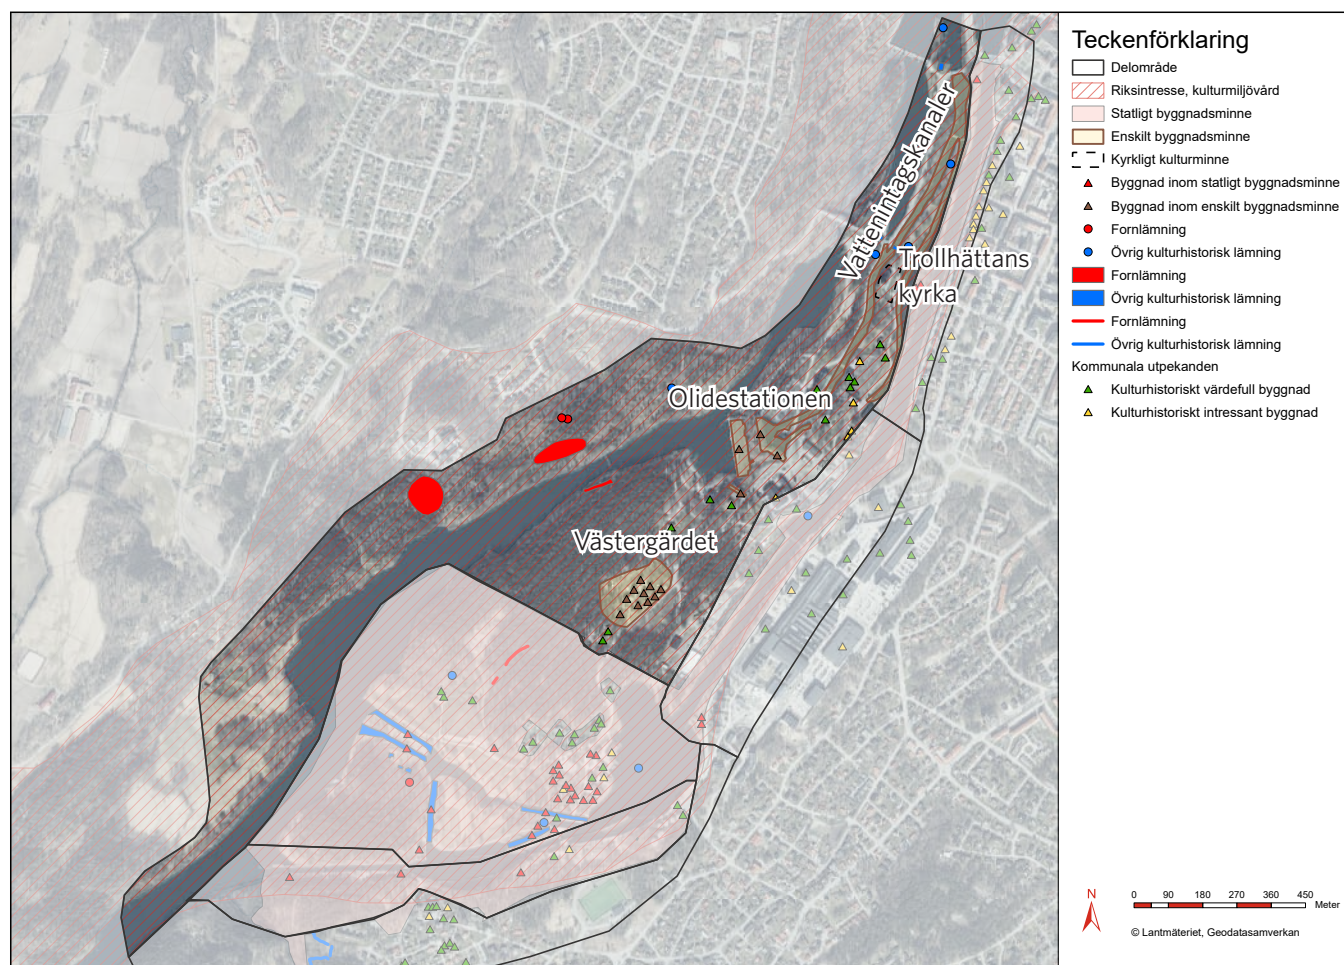 Teckenförklaring
Delområde
Riksintresse, kulturmiljövård
Statligt byggnadsminne
Enskilt byggnadsminne
Kyrkligt kulturminne
Byggnad inom statligt byggnadsminne
Byggnad inom enskilt byggnadsminne
Fornlämning
Övrig kulturhistorisk lämning
Fornlämning
Övrig kulturhistorisk lämning
Fornlämning
Övrig kulturhistorisk lämning
Kommunala utpekanden
Kulturhistoriskt värdefull byggnad
Kulturhistoriskt intressant byggnad
Vattenintagskanaler
Trollhättans
kyrka
Olidestationen
Västergärdet
N
0 90 180 270 360 450
Meter
© Lantmäteriet, Geodatasamverkan